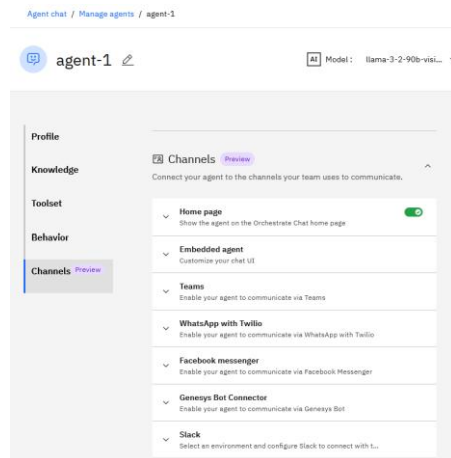 Agent chat / Manage agents / agent-1
agent-1
AI Model : llama-3-2-90b-visi...
Profile
Knowledge
Toolset
Behavior
Channels Preview
Channels Preview
Connect your agent to the channels your team uses to communicate.
Home page
Show the agent on the Orchestrate Chat home page
Embedded agent
Customize your chat UI
Teams
Enable your agent to communicate via Teams
WhatsApp with Twilio
Enable your agent to communicate via WhatsApp with Twilio
Facebook messenger
Enable your agent to communicate via Facebook Messenger
Genesys Bot Connector
Enable your agent to communicate via Genesys Bot
Slack
Select an environment and configure Slack to connect with t...